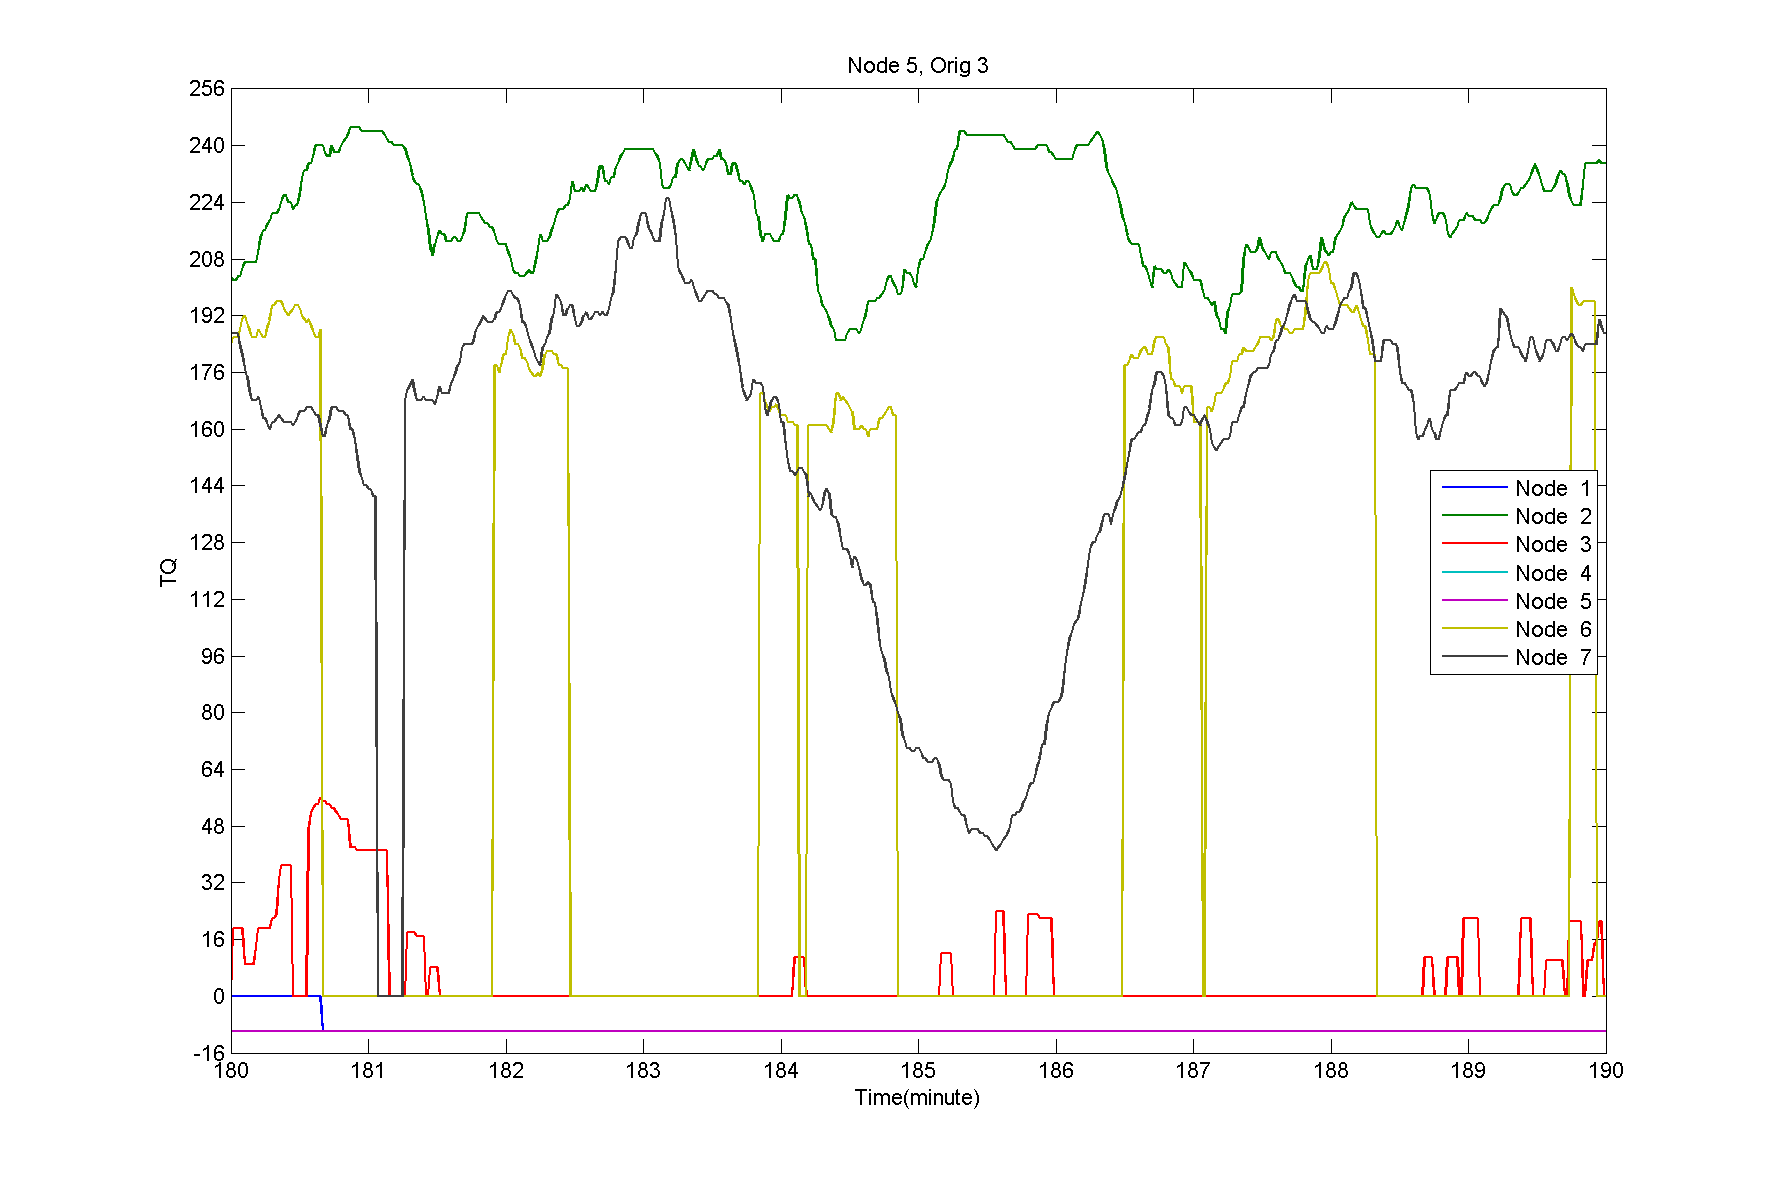 Node 5, Orig 3
256
240
224
208
192
176
160
144
128
112
96
80
64
48
32
16
0
-16
TQ
Node 1
Node 2
Node 3
Node 4
Node 5
Node 6
Node 7
180 181 182 183 184 185 186 187 188 189 190
Time(minute)